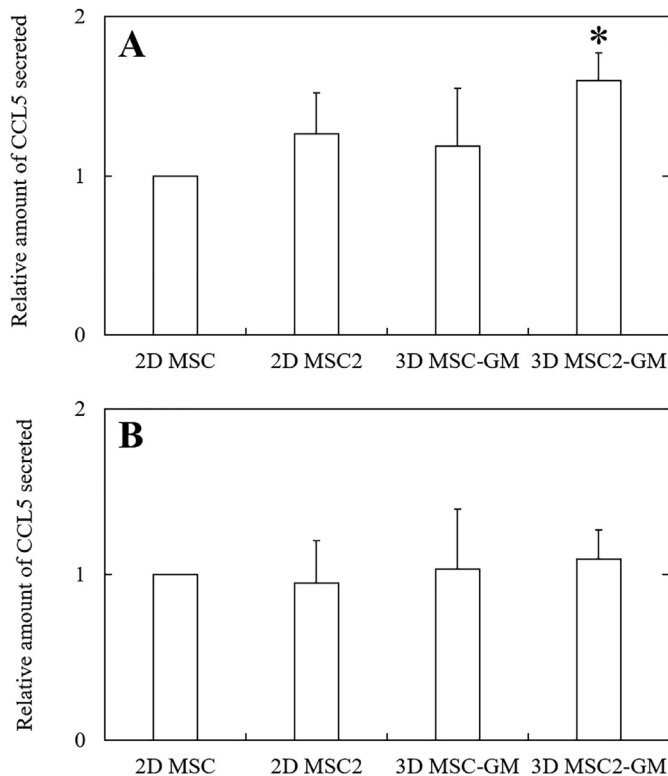 A
*
2
1
0
Relative amount of CCL5 secreted
2D MSC 2D MSC2 3D MSC-GM 3D MSC2-GM
B
2
1
0
Relative amount of CCL5 secreted
2D MSC 2D MSC2 3D MSC-GM 3D MSC2-GM